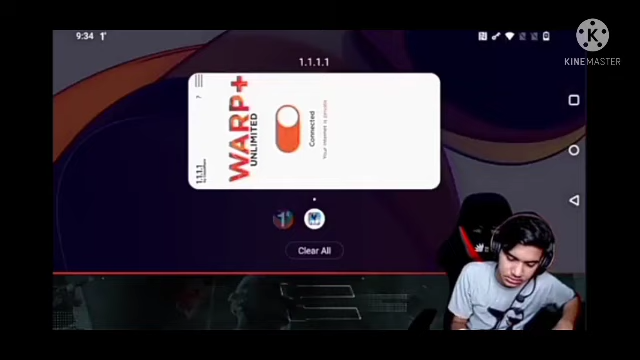 9:34
KINEMASTER
1.1.1.1
WARP+
UNLIMITED
Connected
Your Internet is private
1.1.1.1
Clear All